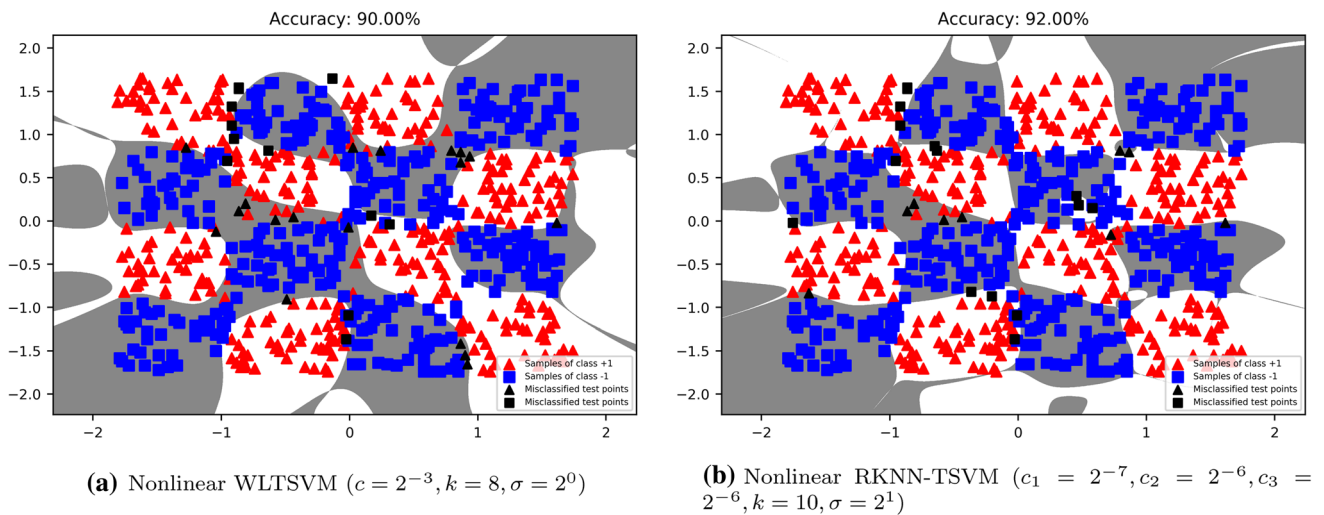 Accuracy: 90.00%
2.0
1.5
1.0
0.5
0.0
−0.5
−1.0
−1.5
−2.0
−2 −1 0 1 2
Samples of class +1
Samples of class -1
Misclassified test points
Misclassified test points
(a) Nonlinear WLTSVM (c = 2⁻³, k = 8, σ = 2⁰)
Accuracy: 92.00%
2.0
1.5
1.0
0.5
0.0
−0.5
−1.0
−1.5
−2.0
−2 −1 0 1 2
Samples of class +1
Samples of class -1
Misclassified test points
Misclassified test points
(b) Nonlinear RKNN-TSVM (c₁ = 2⁻⁷, c₂ = 2⁻⁶, c₃ =
2⁻⁶, k = 10, σ = 2¹)